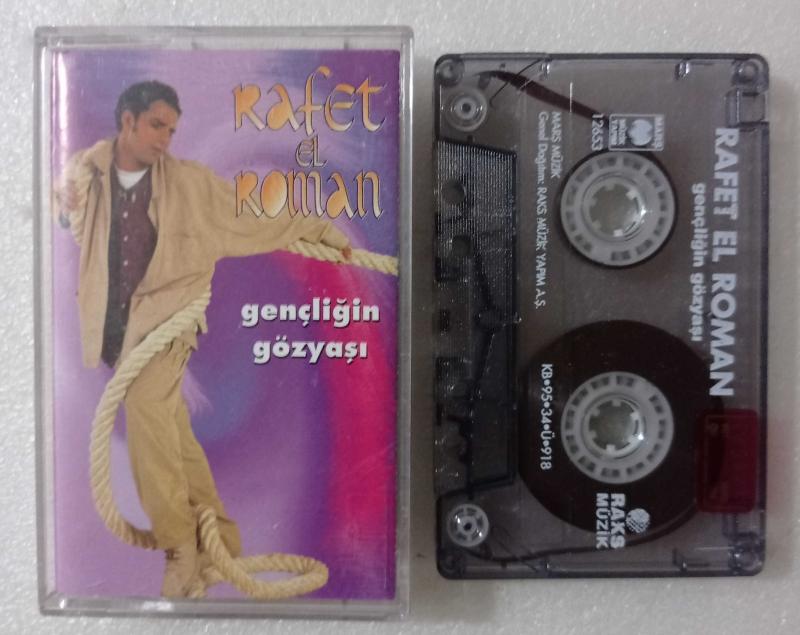 Rafet
EL
Roman
gençliğin
gözyaşı
RAFET EL ROMAN
gençliğin gözyaşı
12653
MARS MÜZİK
Genel Dağıtım: RAKS MÜZİK YAPIM A.Ş.
KB•95•34•Ü•918
RAKS
MÜZİK